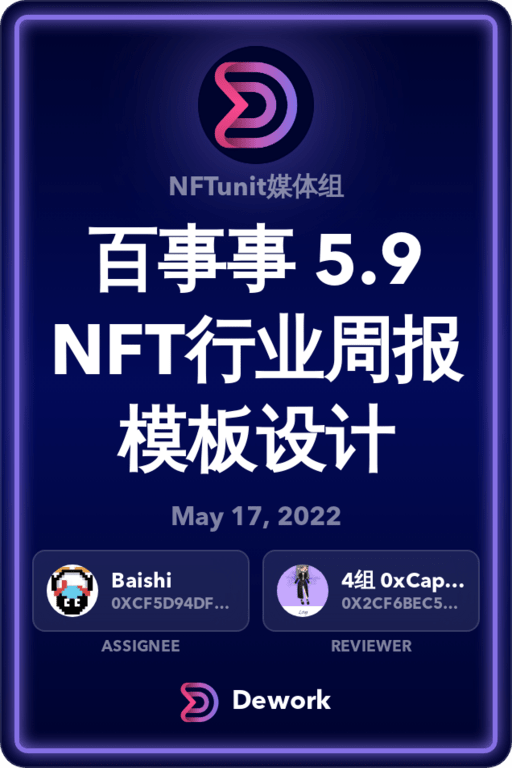 NFTunit媒体组
百事事 5.9
NFT行业周报
模板设计
May 17, 2022
Baishi
0XCF5D94DF...
4组 0xCap...
0X2CF6BEC5...
ASSIGNEE
REVIEWER
Dework